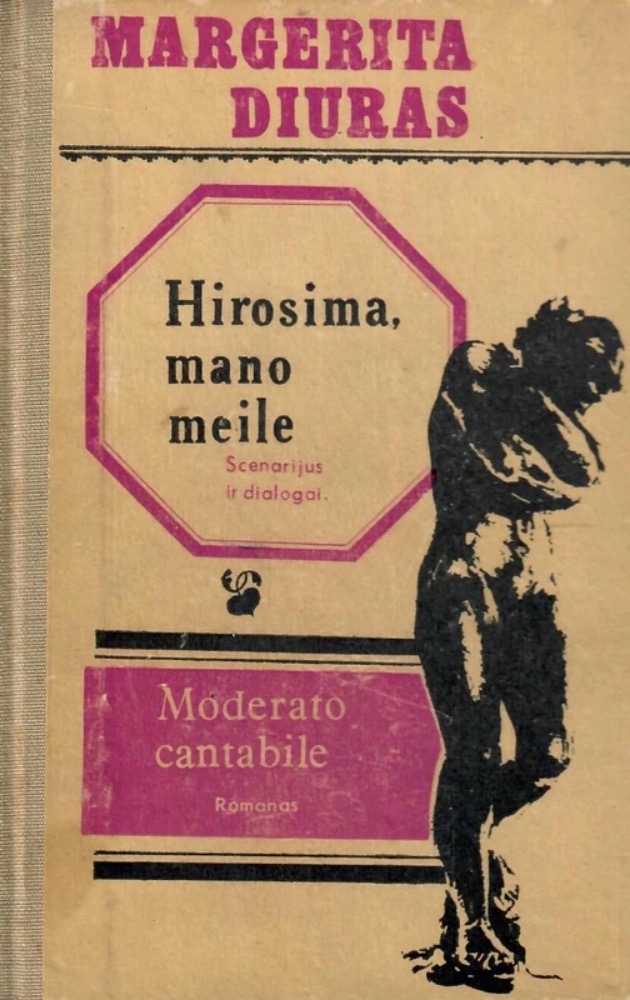 MARGERITA
DIURAS
Hirosima,
mano
meile
Scenarijus
ir dialogai.
Moderato
cantabile
Romanas